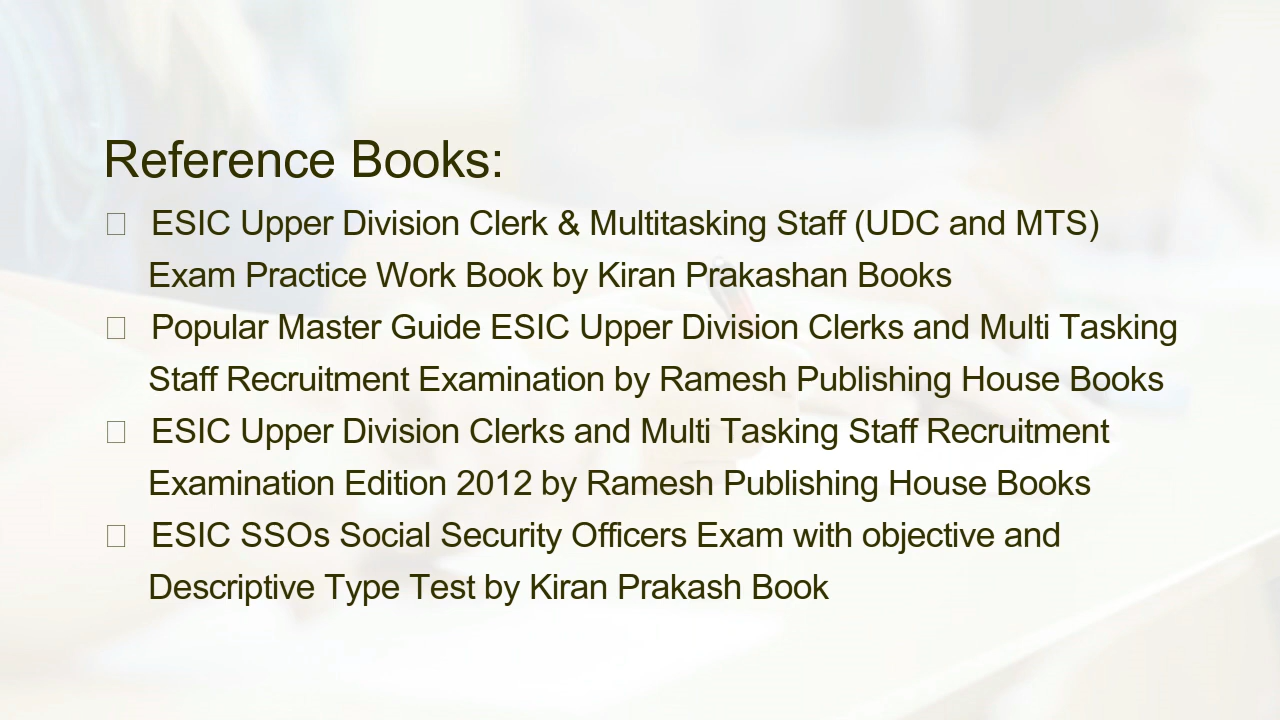 Reference Books:
ESIC Upper Division Clerk & Multitasking Staff (UDC and MTS)
Exam Practice Work Book by Kiran Prakashan Books
Popular Master Guide ESIC Upper Division Clerks and Multi Tasking
Staff Recruitment Examination by Ramesh Publishing House Books
ESIC Upper Division Clerks and Multi Tasking Staff Recruitment
Examination Edition 2012 by Ramesh Publishing House Books
ESIC SSOs Social Security Officers Exam with objective and
Descriptive Type Test by Kiran Prakash Book